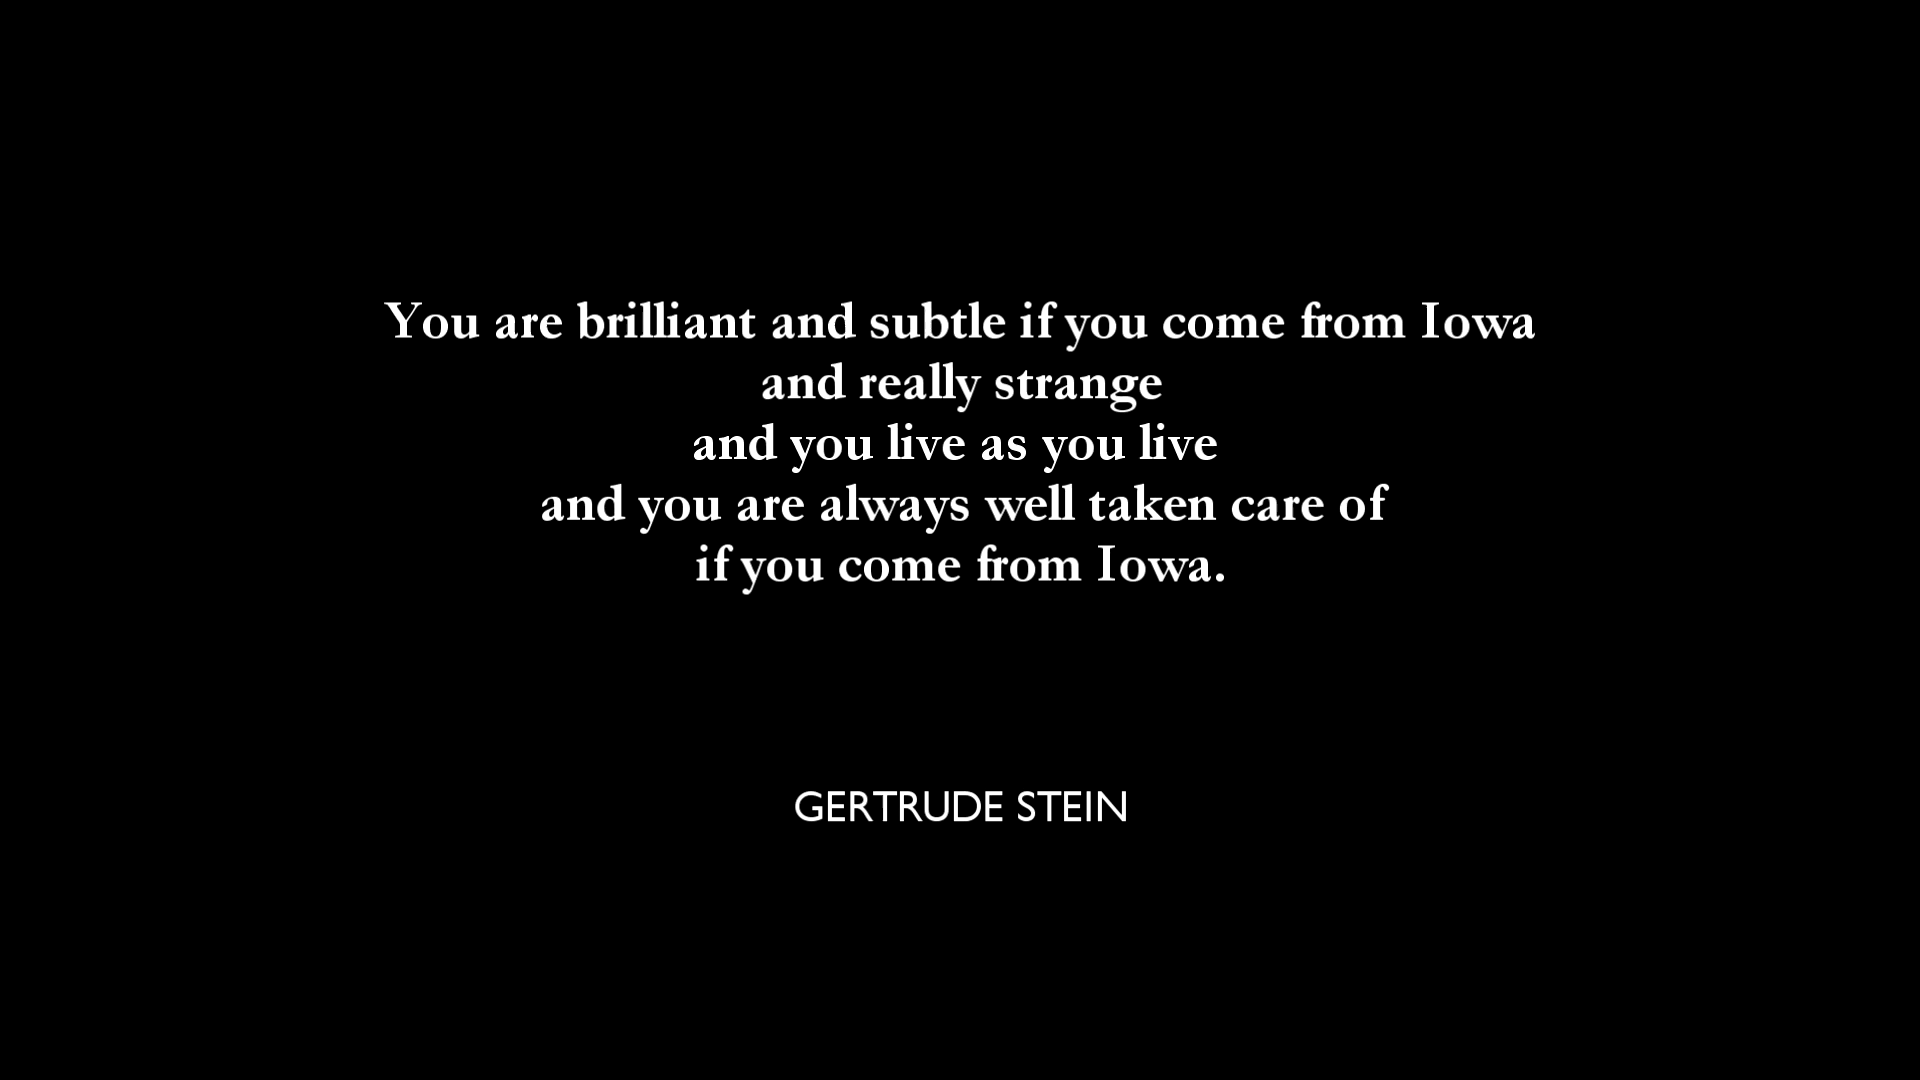 You are brilliant and subtle if you come from Iowa
and really strange
and you live as you live
and you are always well taken care of
if you come from Iowa.
GERTRUDE STEIN